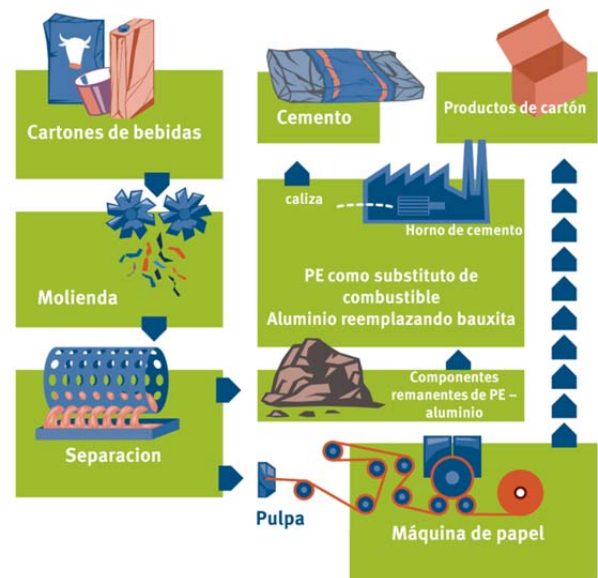 Cartones de bebidas
Molienda
Separacion
Pulpa
Máquina de papel
Componentes
remanentes de PE –
aluminio
PE como substituto de
combustible
Aluminio reemplazando bauxita
caliza
Horno de cemento
Cemento
Productos de cartón